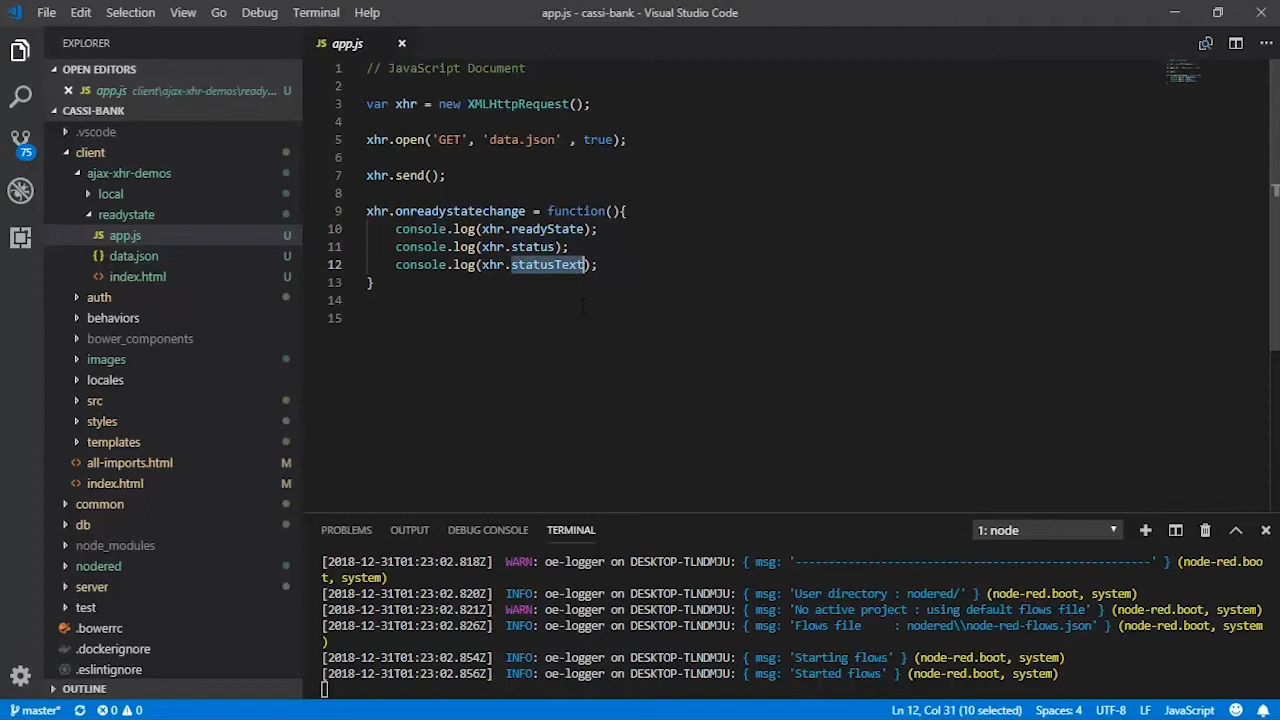 File Edit Selection View Go Debug Terminal Help app.js - cassi-bank - Visual Studio Code
EXPLORER
OPEN EDITORS
app.js client\ajax-xhr-demos\ready... U
CASSI-BANK
.vscode
client
ajax-xhr-demos
local
readystate
JS app.js U
data.json U
index.html U
auth
behaviors
bower_components
images
locales
src
styles
templates
all-imports.html M
index.html M
common
db
node_modules
nodered
server
test
.bowerrc
.dockerignore
.eslintignore
OUTLINE
75
JS app.js
1 // JavaScript Document
2
3 var xhr = new XMLHttpRequest();
4
5 xhr.open('GET', 'data.json' , true);
6
7 xhr.send();
8
9 xhr.onreadystatechange = function(){
10 console.log(xhr.readyState);
11 console.log(xhr.status);
12 console.log(xhr.statusText);
13 }
14
15
PROBLEMS OUTPUT DEBUG CONSOLE TERMINAL 1: node
[2018-12-31T01:23:02.818Z] WARN: oe-logger on DESKTOP-TLNDMJU: { msg: '---------------------------------------------------' } (node-red.boo
t, system)
[2018-12-31T01:23:02.820Z] INFO: oe-logger on DESKTOP-TLNDMJU: { msg: 'User directory : nodered/' } (node-red.boot, system)
[2018-12-31T01:23:02.821Z] WARN: oe-logger on DESKTOP-TLNDMJU: { msg: 'No active project : using default flows file' } (node-red.boot, system)
[2018-12-31T01:23:02.826Z] INFO: oe-logger on DESKTOP-TLNDMJU: { msg: 'Flows file : nodered\\node-red-flows.json' } (node-red.boot, system
)
[2018-12-31T01:23:02.854Z] INFO: oe-logger on DESKTOP-TLNDMJU: { msg: 'Starting flows' } (node-red.boot, system)
[2018-12-31T01:23:02.856Z] INFO: oe-logger on DESKTOP-TLNDMJU: { msg: 'Started flows' } (node-red.boot, system)
master* 0 0 Ln 12, Col 31 (10 selected) Spaces: 4 UTF-8 LF JavaScript